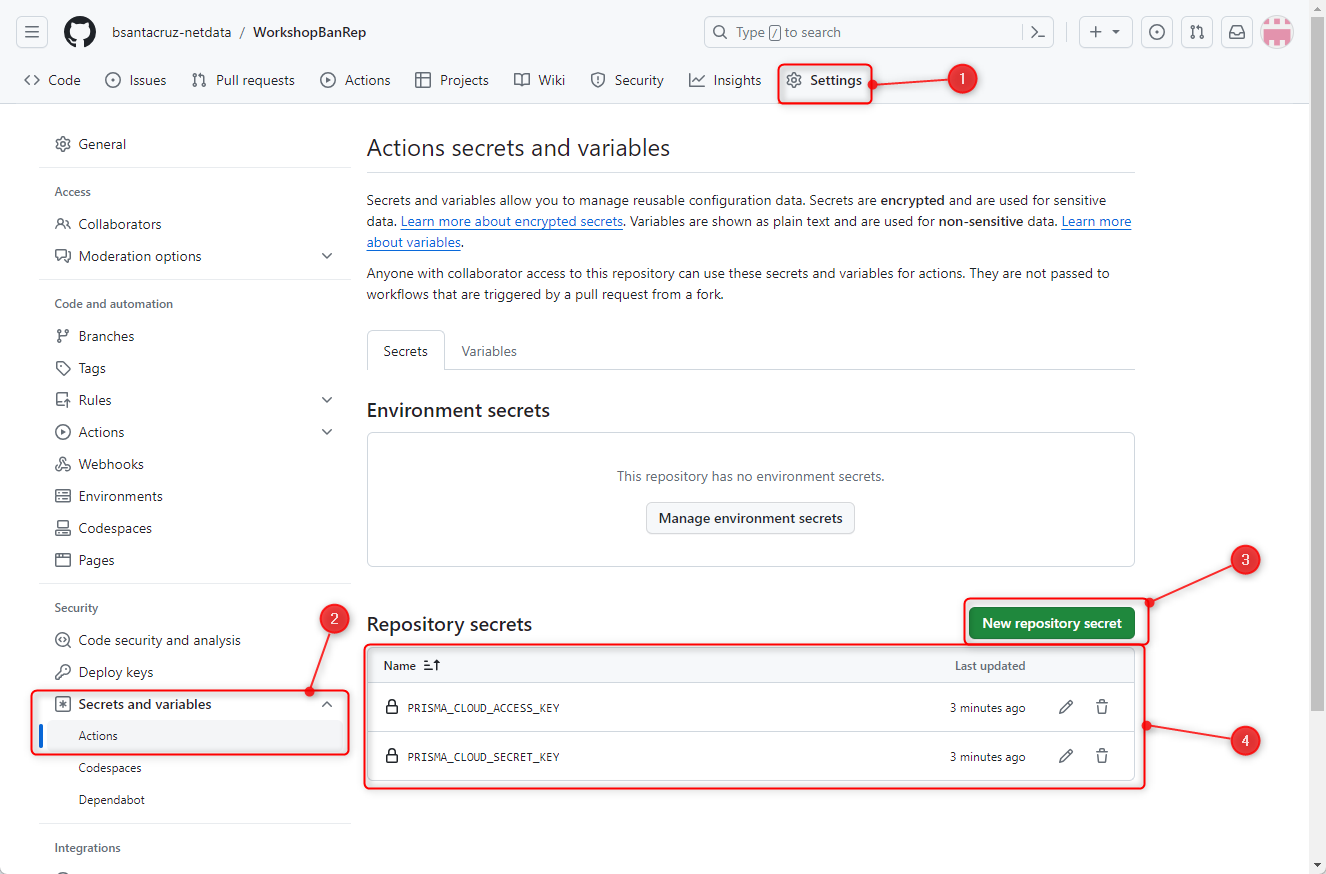 bsantacruz-netdata / WorkshopBanRep
Type / to search
Code Issues Pull requests Actions Projects Wiki Security Insights Settings
1
General
Access
Collaborators
Moderation options
Code and automation
Branches
Tags
Rules
Actions
Webhooks
Environments
Codespaces
Pages
Security
2
Code security and analysis
Deploy keys
Secrets and variables
Actions
Codespaces
Dependabot
Integrations
Actions secrets and variables
Secrets and variables allow you to manage reusable configuration data. Secrets are encrypted and are used for sensitive
data. Learn more about encrypted secrets. Variables are shown as plain text and are used for non-sensitive data. Learn more
about variables.
Anyone with collaborator access to this repository can use these secrets and variables for actions. They are not passed to
workflows that are triggered by a pull request from a fork.
Secrets Variables
Environment secrets
This repository has no environment secrets.
Manage environment secrets
3
Repository secrets New repository secret
Name Last updated
PRISMA_CLOUD_ACCESS_KEY 3 minutes ago
4
PRISMA_CLOUD_SECRET_KEY 3 minutes ago